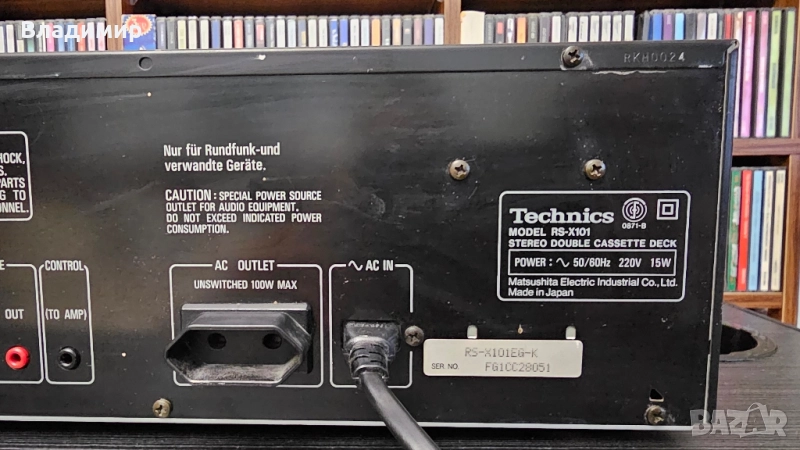 Владимир
RKH0024
HOCK,
S.
PARTS
G TO
ONNEL.
Nur für Rundfunk-und
verwandte Geräte.
CAUTION: SPECIAL POWER SOURCE
OUTLET FOR AUDIO EQUIPMENT.
DO NOT EXCEED INDICATED POWER
CONSUMPTION.
Technics
0871-B
MODEL RS-X101
STEREO DOUBLE CASSETTE DECK
POWER: 50/60Hz 220V 15W
Matsushita Electric Industrial Co., Ltd.
Made in Japan
E
OUT
CONTROL
(TO AMP)
AC OUTLET
UNSWITCHED 100W MAX
AC IN
RS-X101EG-K
SER NO. FG1CC28051
BAZAR